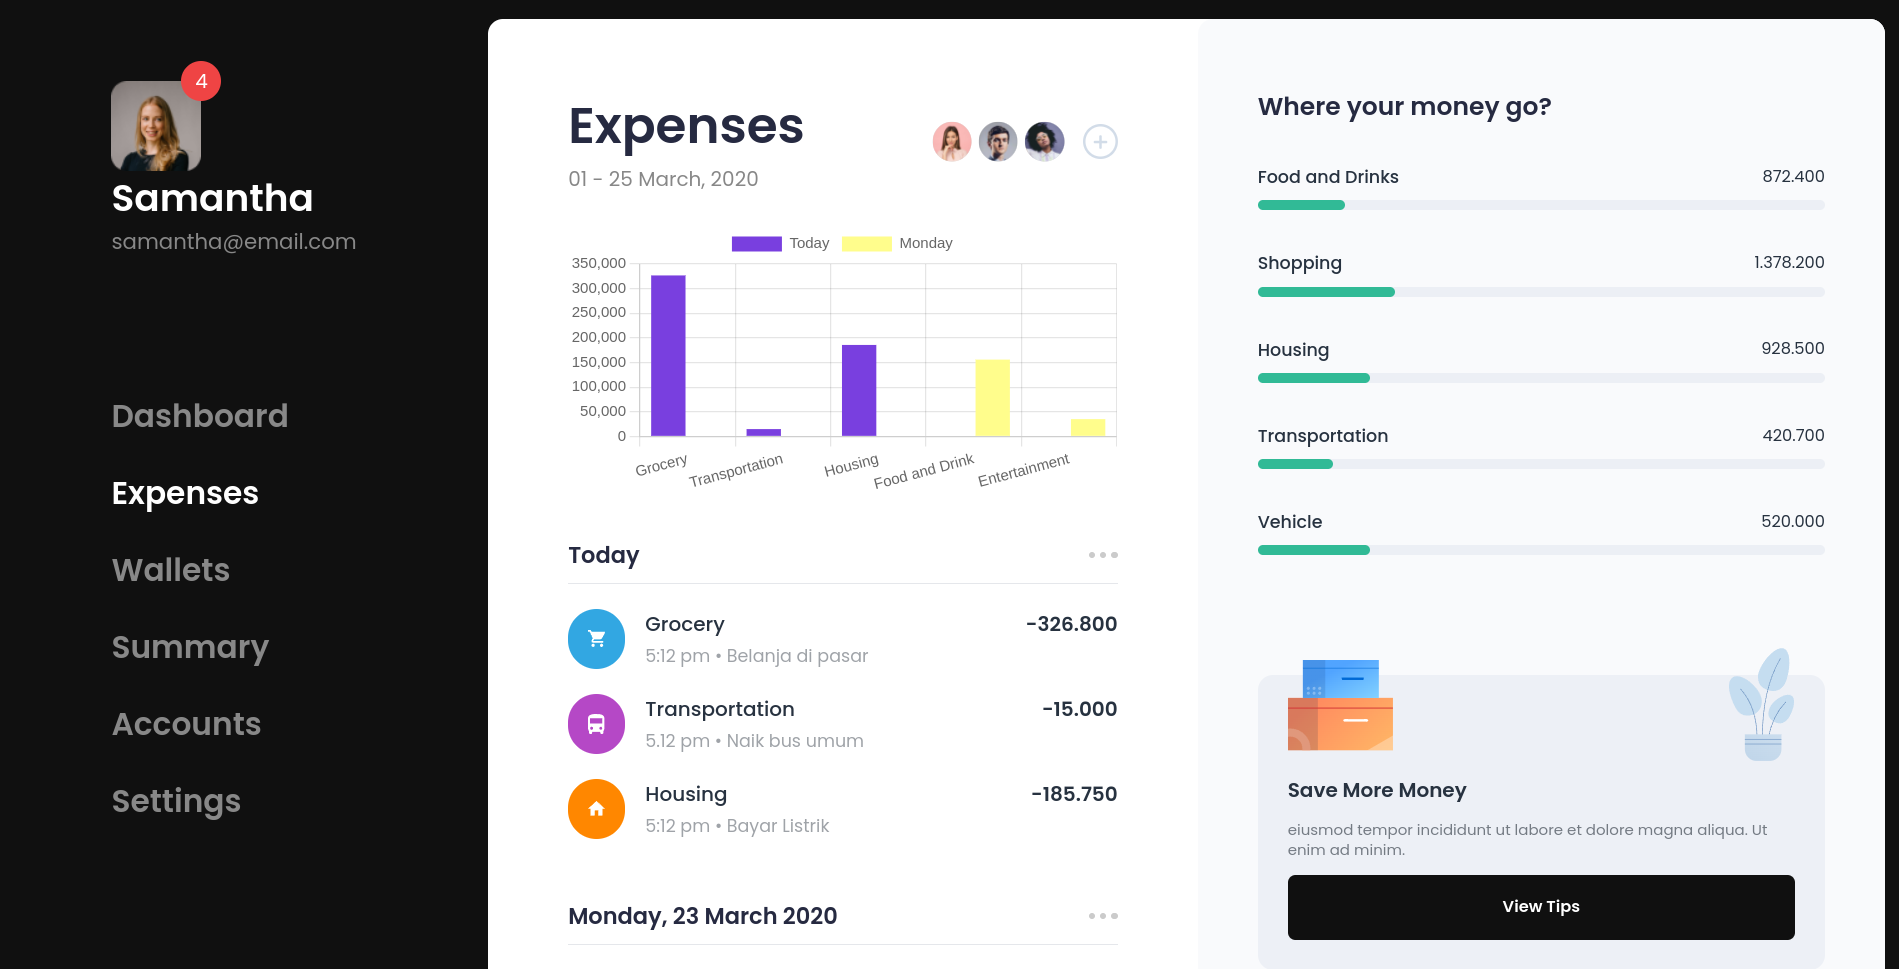 4
Samantha
samantha@email.com
Dashboard
Expenses
Wallets
Summary
Accounts
Settings
Expenses
01 - 25 March, 2020
Today Monday
350,000
300,000
250,000
200,000
150,000
100,000
50,000
0
Grocery Transportation Housing Food and Drink Entertainment
Today
Grocery -326.800
5:12 pm • Belanja di pasar
Transportation -15.000
5.12 pm • Naik bus umum
Housing -185.750
5:12 pm • Bayar Listrik
Monday, 23 March 2020
Where your money go?
Food and Drinks 872.400
Shopping 1.378.200
Housing 928.500
Transportation 420.700
Vehicle 520.000
Save More Money
eiusmod tempor incididunt ut labore et dolore magna aliqua. Ut
enim ad minim.
View Tips